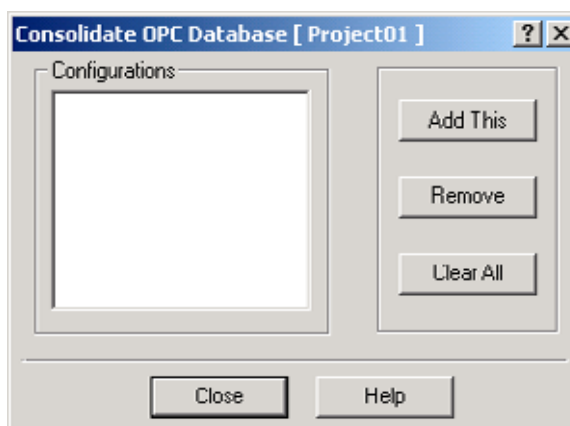 Consolidate OPC Database [ Project01 ]
Configurations
Add This
Remove
Clear All
Close
Help